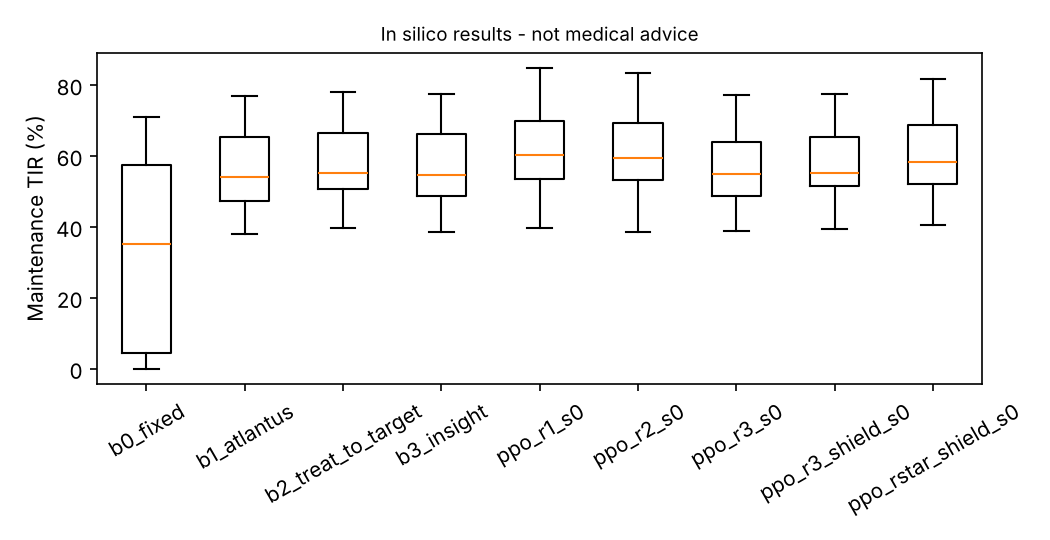 In silico results - not medical advice
Maintenance TIR (%)
80
60
40
20
0
b0_fixed
b1_atlantus
b2_treat_to_target
b3_insight
ppo_r1_s0
ppo_r2_s0
ppo_r3_s0
ppo_r3_shield_s0
ppo_rstar_shield_s0